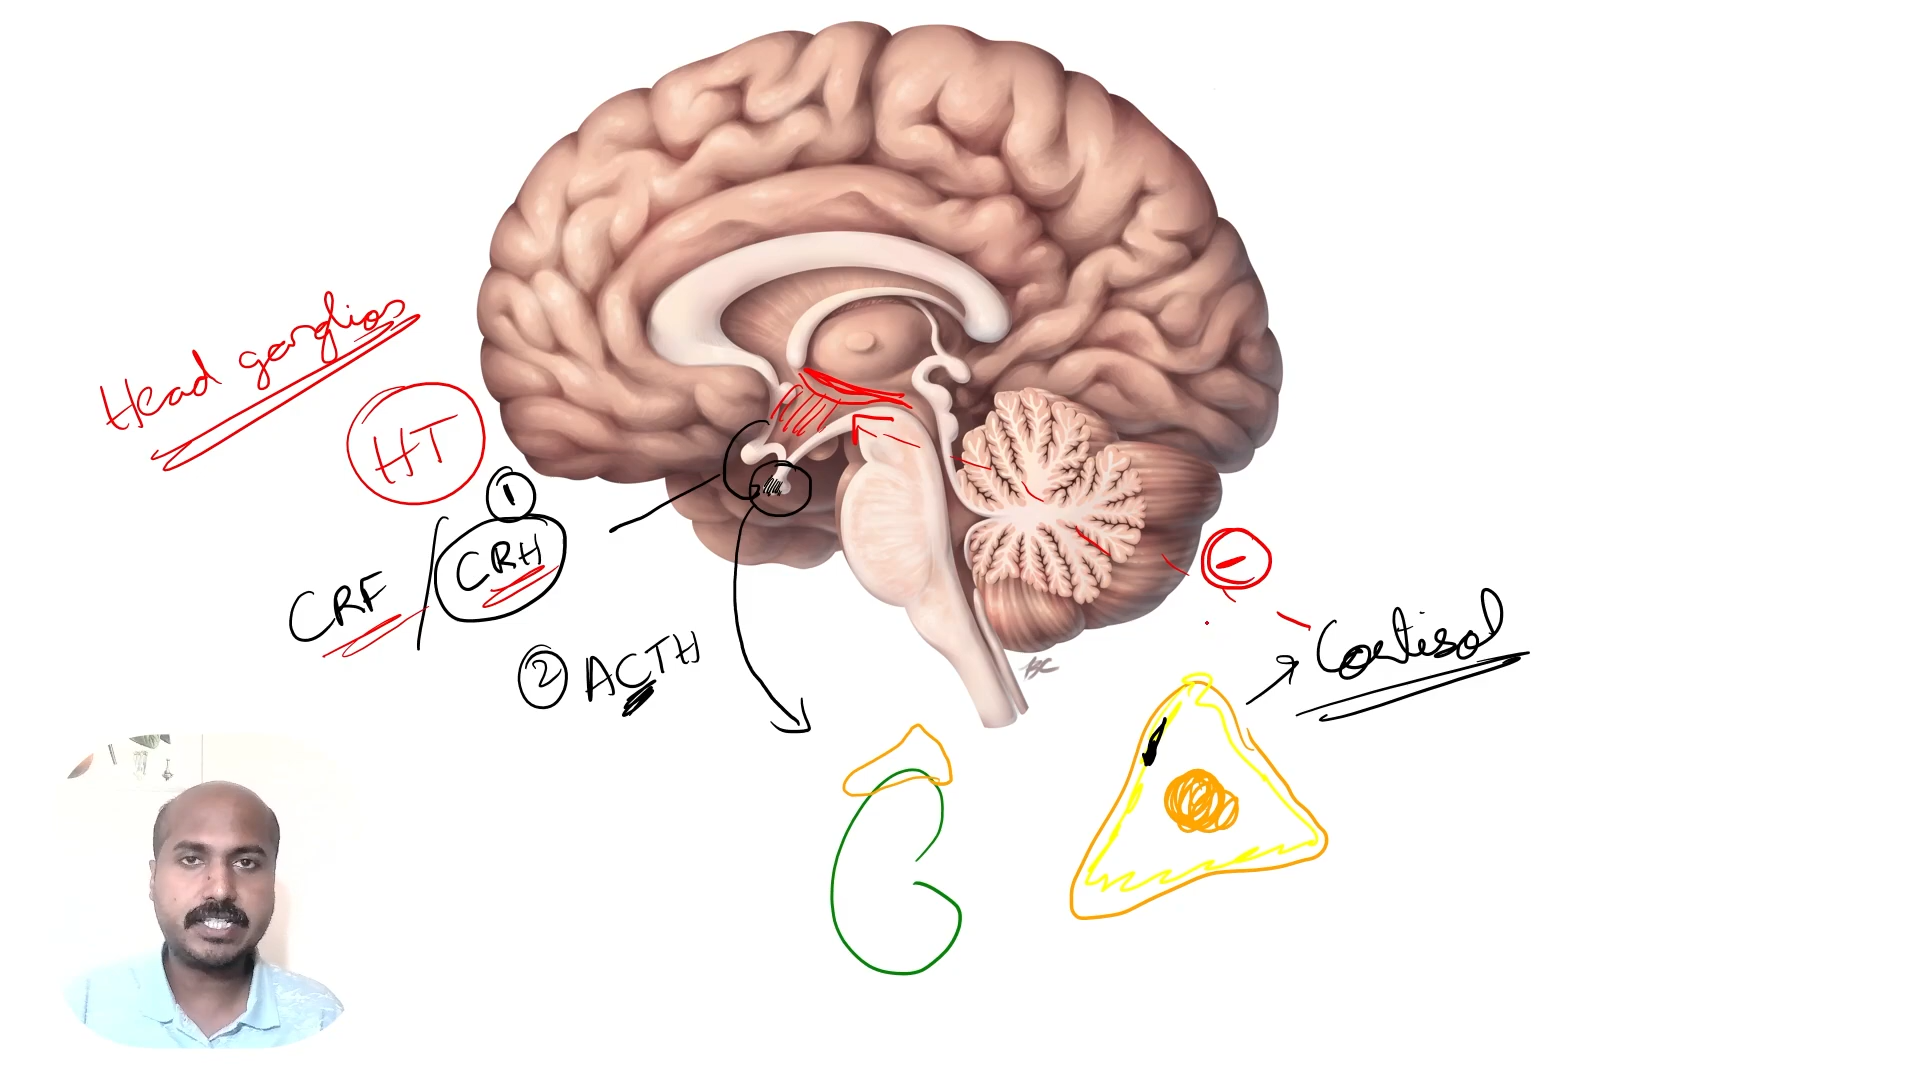 Head ganglion
HT
1
CRF / CRH
2 ACTH
-
Cortisol